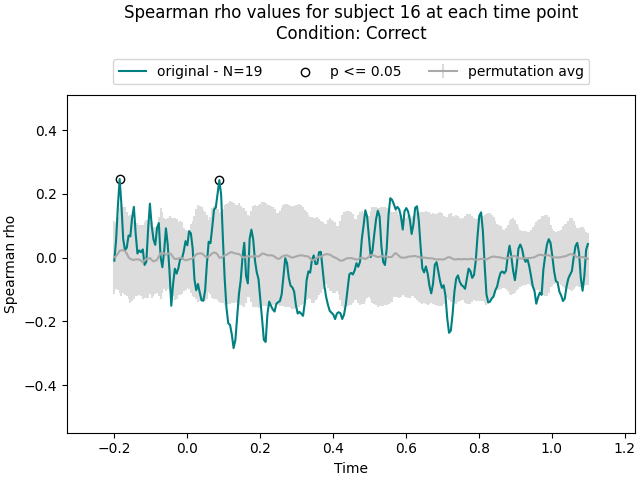 Spearman rho values for subject 16 at each time point
Condition: Correct
original - N=19
p <= 0.05
permutation avg
Spearman rho
0.4
0.2
0.0
−0.2
−0.4
−0.2
0.0
0.2
0.4
0.6
0.8
1.0
1.2
Time